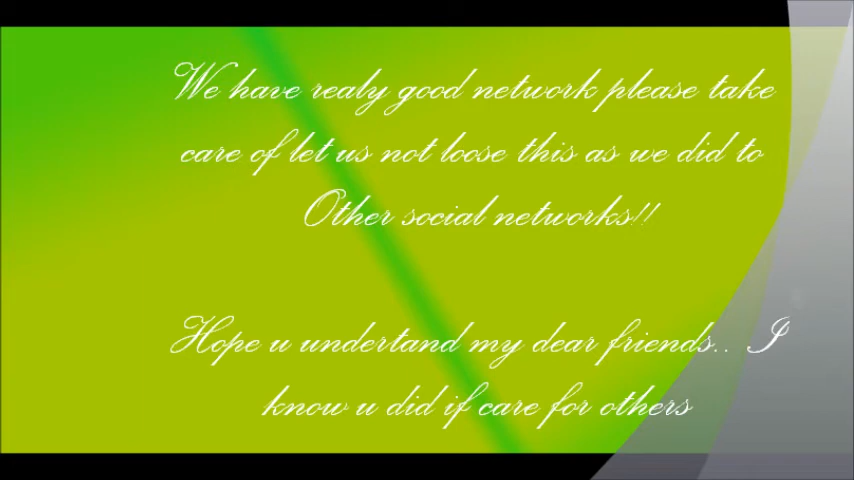 We have realy good network please take
care of let us not loose this as we did to
Other social networks!!
Hope u undertand my dear friends.. I
know u did if care for others